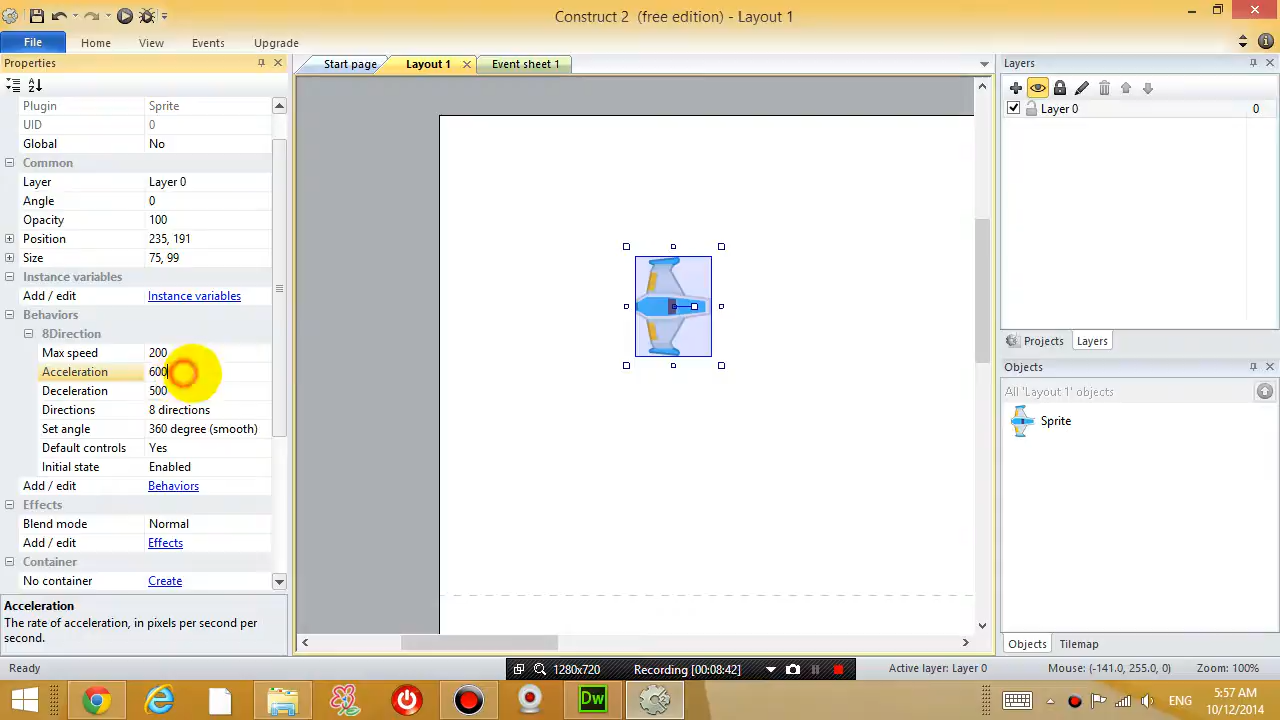 Construct 2 (free edition) - Layout 1
File
Home
View
Events
Upgrade
Properties
Plugin Sprite
UID 0
Global No
Common
Layer Layer 0
Angle 0
Opacity 100
Position 235, 191
Size 75, 99
Instance variables
Add / edit Instance variables
Behaviors
8Direction
Max speed 200
Acceleration 600
Deceleration 500
Directions 8 directions
Set angle 360 degree (smooth)
Default controls Yes
Initial state Enabled
Add / edit Behaviors
Effects
Blend mode Normal
Add / edit Effects
Container
No container Create
Acceleration
The rate of acceleration, in pixels per second per
second.
Start page
Layout 1
Event sheet 1
Layers
Layer 0 0
Projects
Layers
Objects
All 'Layout 1' objects
Sprite
Objects
Tilemap
Ready
1280x720
Recording [00:08:42]
Active layer: Layer 0
Mouse: (-141.0, 255.0, 0)
Zoom: 100%
Dw
ENG
5:57 AM
10/12/2014